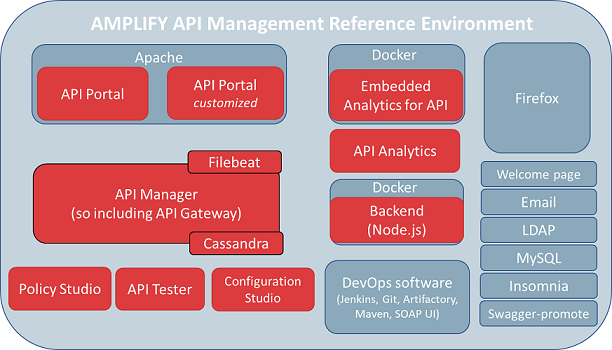 AMPLIFY API Management Reference Environment
Apache
API Portal
API Portal
customized
Docker
Embedded
Analytics for API
Firefox
API Analytics
Filebeat
API Manager
(so including API Gateway)
Cassandra
Docker
Backend
(Node.js)
Welcome page
Email
LDAP
MySQL
Insomnia
Swagger-promote
Policy Studio
API Tester
Configuration
Studio
DevOps software
(Jenkins, Git, Artifactory,
Maven, SOAP UI)